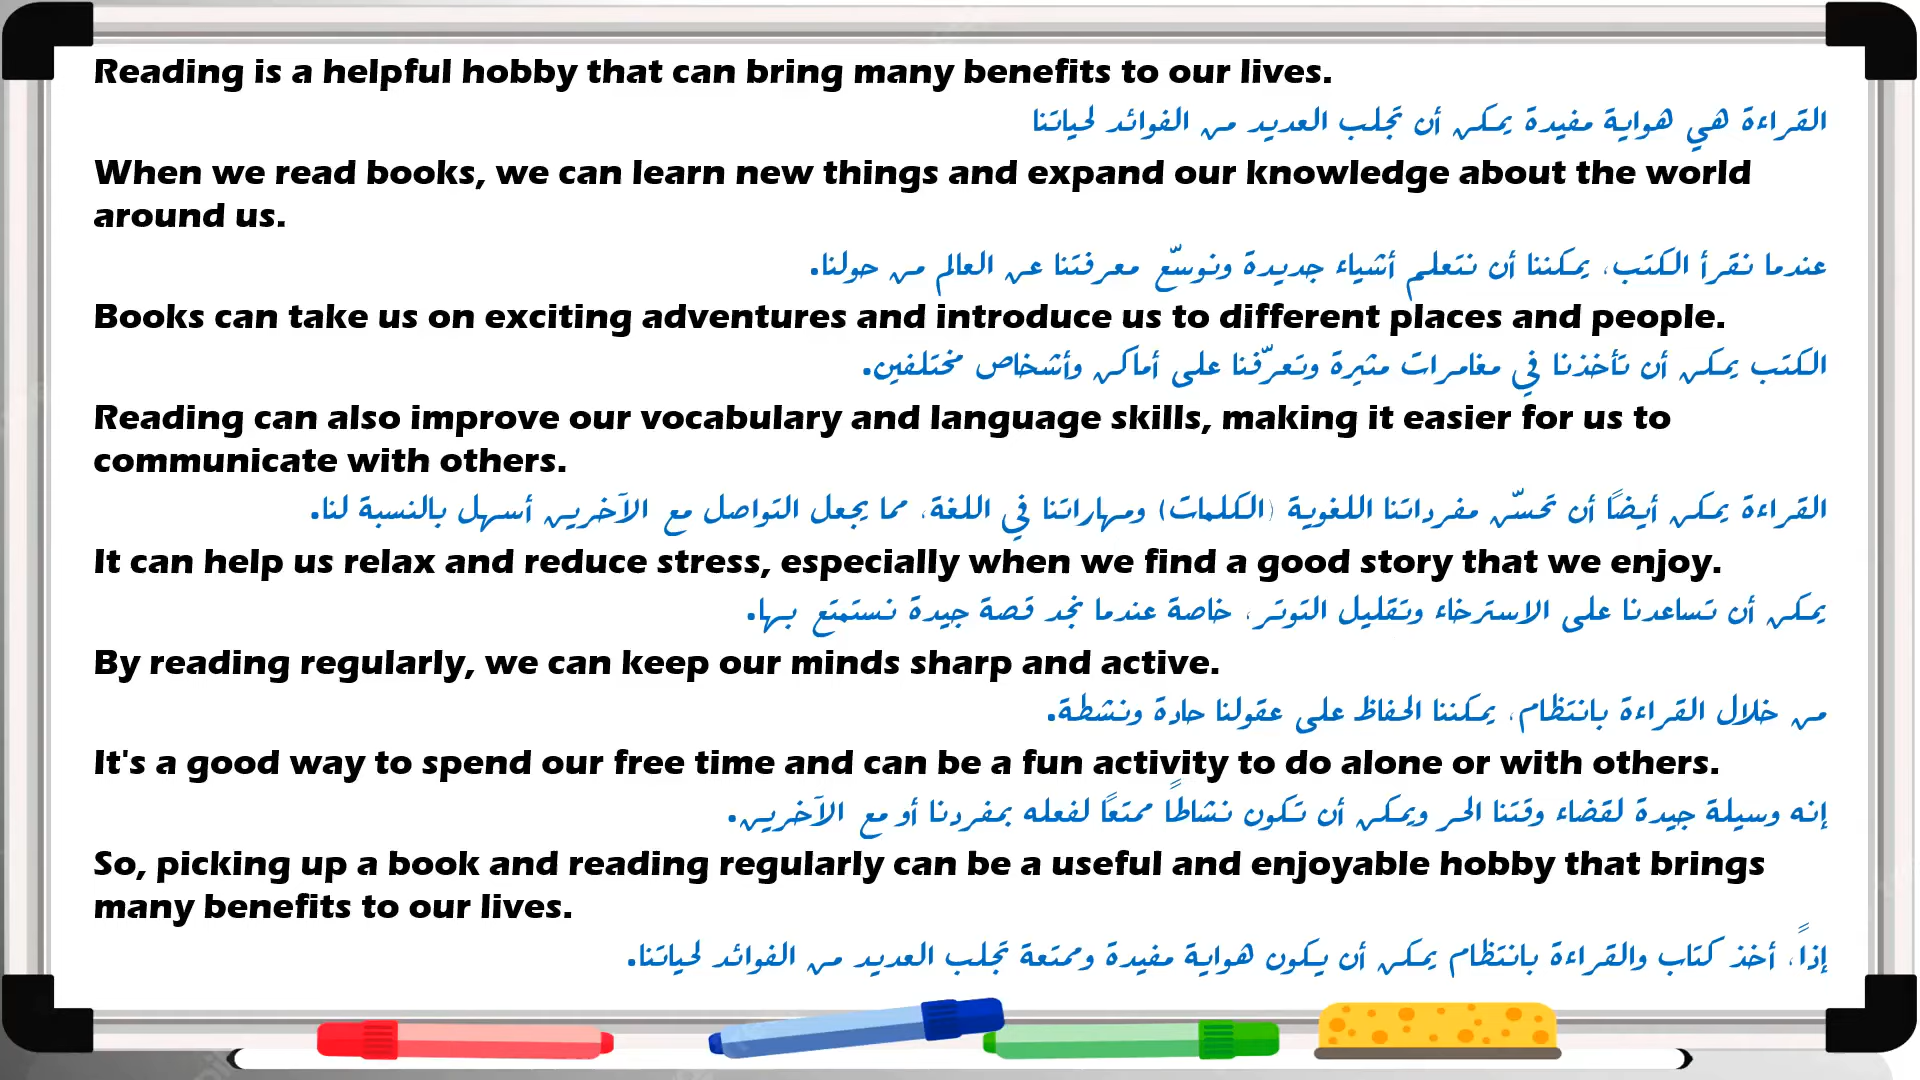 Reading is a helpful hobby that can bring many benefits to our lives.
القراءة هي هواية مفيدة يمكن أن تجلب العديد من الفوائد لحياتنا
When we read books, we can learn new things and expand our knowledge about the world
around us.
عندما نقرأ الكتب، يمكننا أن نتعلم أشياء جديدة ونوسّع معرفتنا عن العالم من حولنا.
Books can take us on exciting adventures and introduce us to different places and people.
الكتب يمكن أن تأخذنا في مغامرات مثيرة وتعرّفنا على أماكن وأشخاص مختلفين.
Reading can also improve our vocabulary and language skills, making it easier for us to
communicate with others.
القراءة يمكن أيضًا أن تحسّن مفرداتنا اللغوية (الكلمات) ومهاراتنا في اللغة، مما يجعل التواصل مع الآخرين أسهل بالنسبة لنا.
It can help us relax and reduce stress, especially when we find a good story that we enjoy.
يمكن أن تساعدنا على الاسترخاء وتقليل التوتر، خاصة عندما نجد قصة جيدة نستمتع بها.
By reading regularly, we can keep our minds sharp and active.
من خلال القراءة بانتظام، يمكننا الحفاظ على عقولنا حادة ونشطة.
It's a good way to spend our free time and can be a fun activity to do alone or with others.
إنه وسيلة جيدة لقضاء وقتنا الحر ويمكن أن تكون نشاطًا ممتعًا لفعله بمفردنا أو مع الآخرين.
So, picking up a book and reading regularly can be a useful and enjoyable hobby that brings
many benefits to our lives.
إذاً، أخذ كتاب والقراءة بانتظام يمكن أن يكون هواية مفيدة وممتعة تجلب العديد من الفوائد لحياتنا.